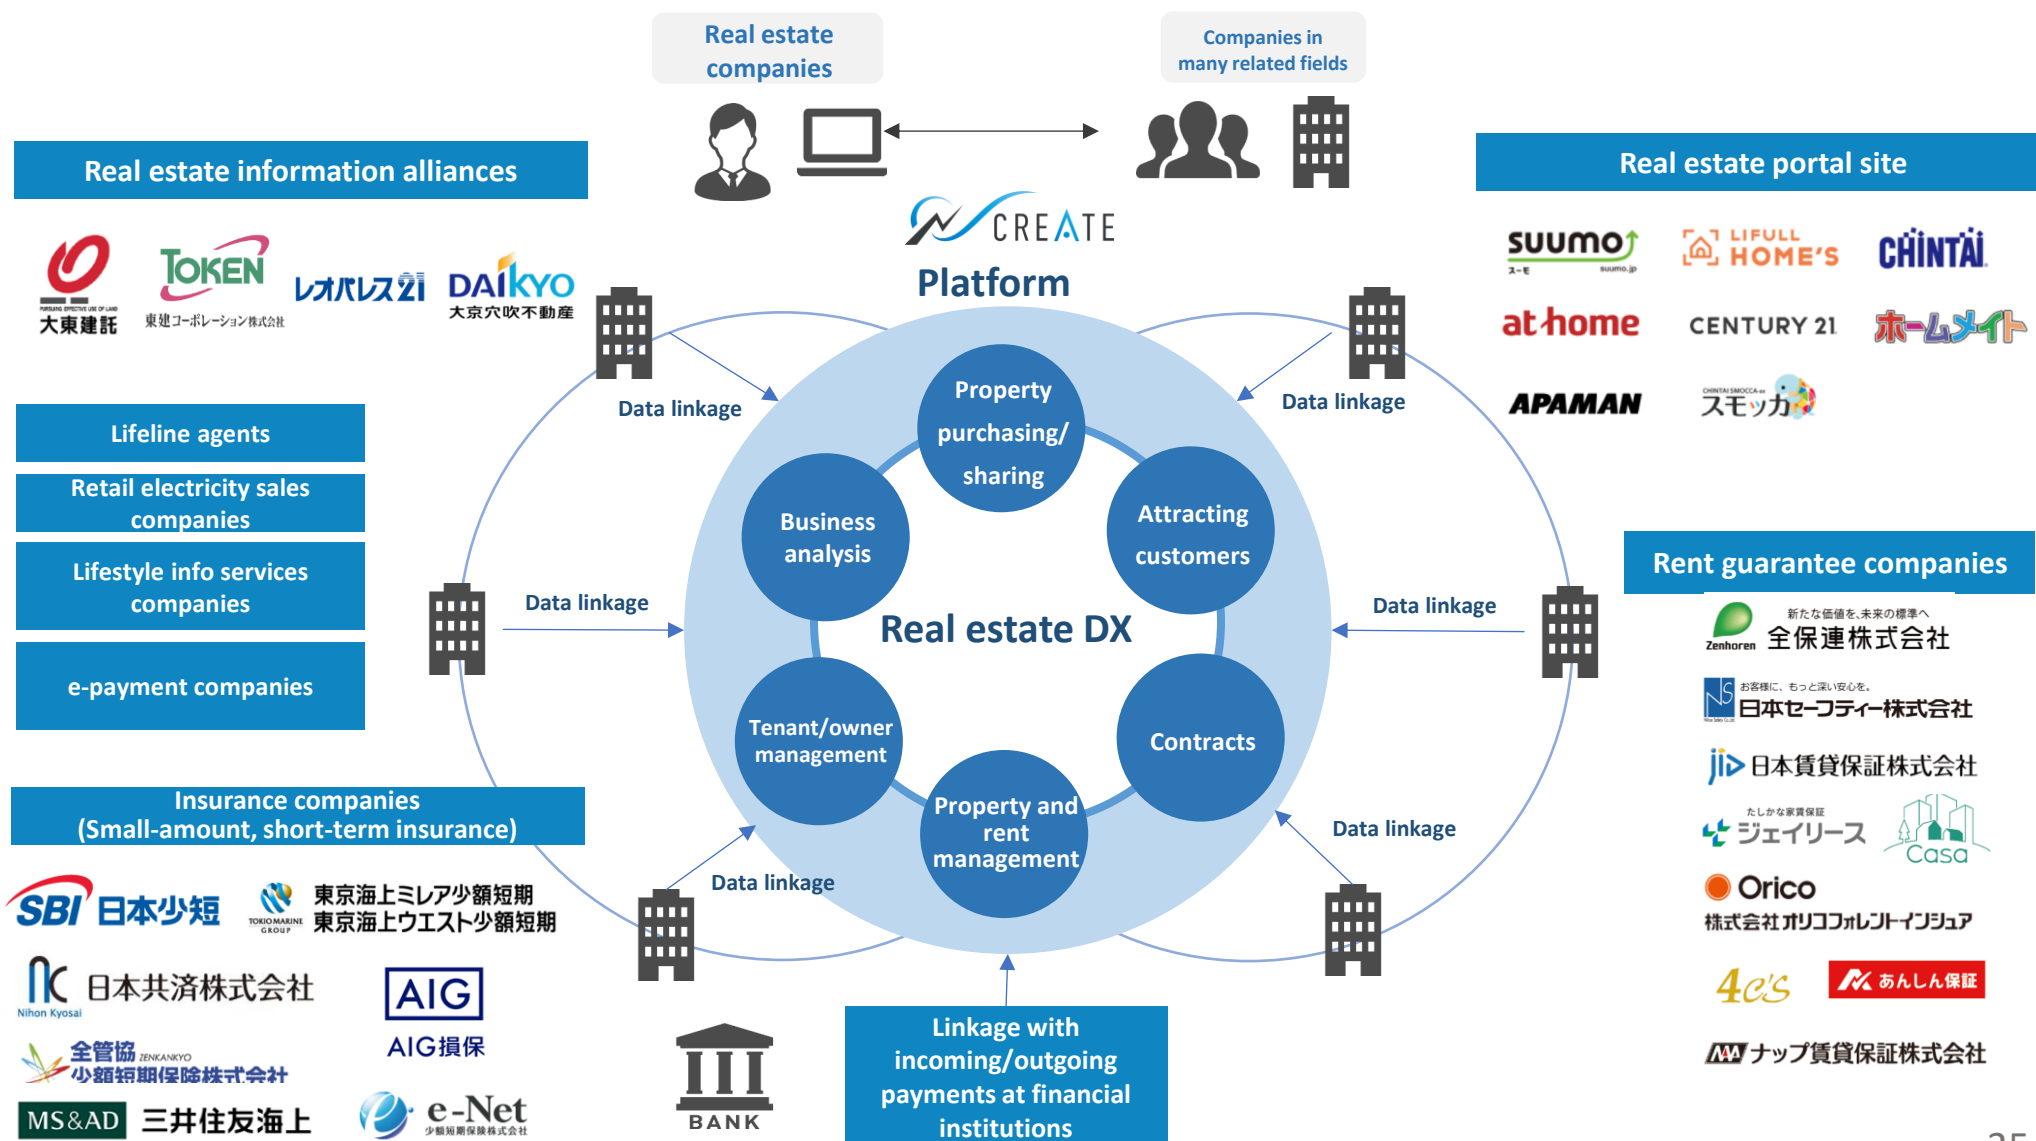 Real estate
companies
Companies in
many related fields
Real estate information alliances
PURSUING EFFECTIVE USE OF LAND
大東建託
TOKEN
東建コーポレーション株式会社
レオパレス21
DAIKYO
大京穴吹不動産
CREATE
Platform
Real estate portal site
SUUMO
スーモ
suumo.jp
LIFULL
HOME'S
CHINTAI
at home
CENTURY 21
ホームメイト
APAMAN
CHINTAI SMOCCA-ex
スモッカ
Data linkage
Data linkage
Property
purchasing/
sharing
Attracting
customers
Business
analysis
Real estate DX
Tenant/owner
management
Contracts
Property and
rent
management
Data linkage
Data linkage
Data linkage
Data linkage
Lifeline agents
Retail electricity sales
companies
Lifestyle info services
companies
e-payment companies
Rent guarantee companies
Zenhoren
新たな価値を、未来の標準へ
全保連株式会社
NS
お客様に、もっと深い安心を。
日本セーフティー株式会社
jiD 日本賃貸保証株式会社
たしかな家賃保証
ジェイリース
Casa
Orico
株式会社オリコフォレントインシュア
4c's
あんしん保証
ナップ賃貸保証株式会社
Insurance companies
(Small-amount, short-term insurance)
SBI 日本少短
TOKIO MARINE
GROUP
東京海上ミレア少額短期
東京海上ウエスト少額短期
Nihon Kyosai
日本共済株式会社
AIG
AIG損保
全管協 ZENKANKYO
少額短期保険株式会社
MS&AD 三井住友海上
e-Net
少額短期保険株式会社
BANK
Linkage with
incoming/outgoing
payments at financial
institutions